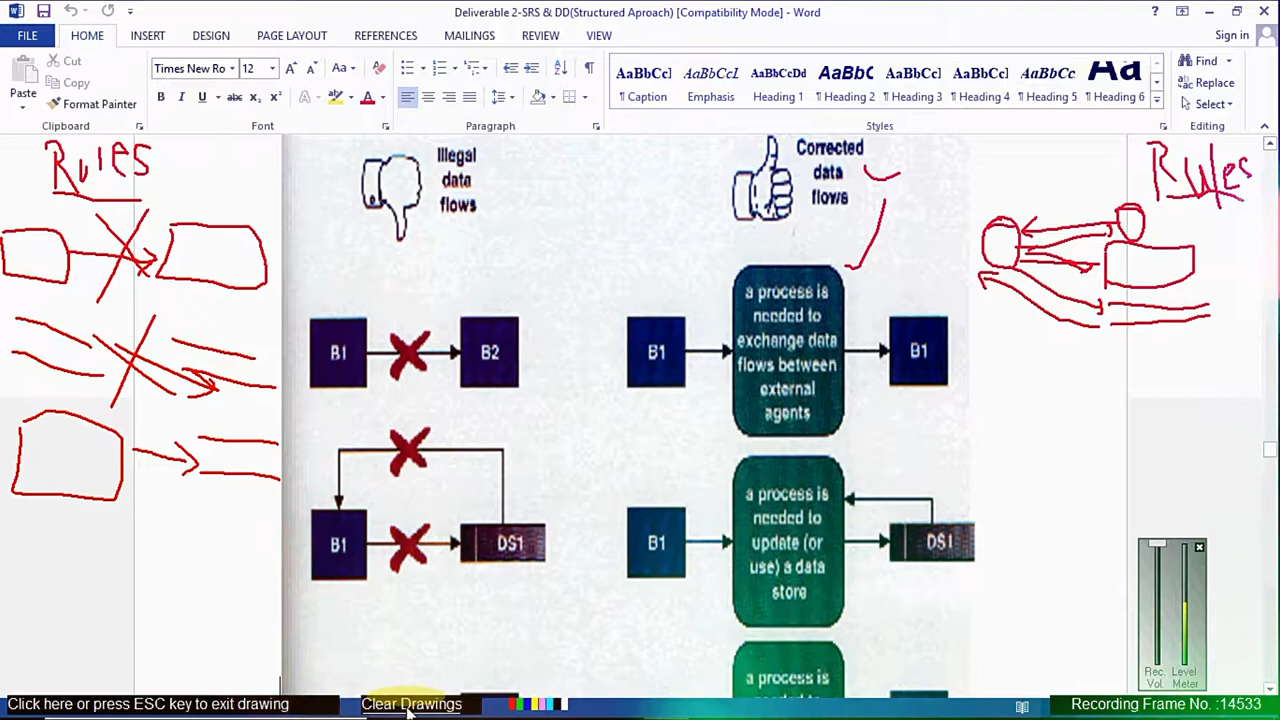 Deliverable 2-SRS & DD(Structured Aproach) [Compatibility Mode] - Word
FILE HOME INSERT DESIGN PAGE LAYOUT REFERENCES MAILINGS REVIEW VIEW Sign in
Paste
Cut
Copy
Format Painter
Clipboard
Times New Ro 12
Font
Paragraph
AaBbCcI AaBbCcL AaBbCcDd AaBbC AaBbCcI AaBbCcI AaBbCcI Aa
¶ Caption Emphasis Heading 1 ¶ Heading 2 ¶ Heading 3 ¶ Heading 4 ¶ Heading 5 ¶ Heading 6
Styles
Find
Replace
Select
Editing
Rules
Illegal
data
flows
Corrected
data
flows
Rules
B1
B2
B1
a process is
needed to
exchange data
flows between
external
agents
B1
B1
DS1
B1
a process is
needed to
update (or
use) a data
store
DS1
a process is
Rec.
Vol
Level
Meter
Click here or press ESC key to exit drawing
Clear Drawings
Recording Frame No. :14533